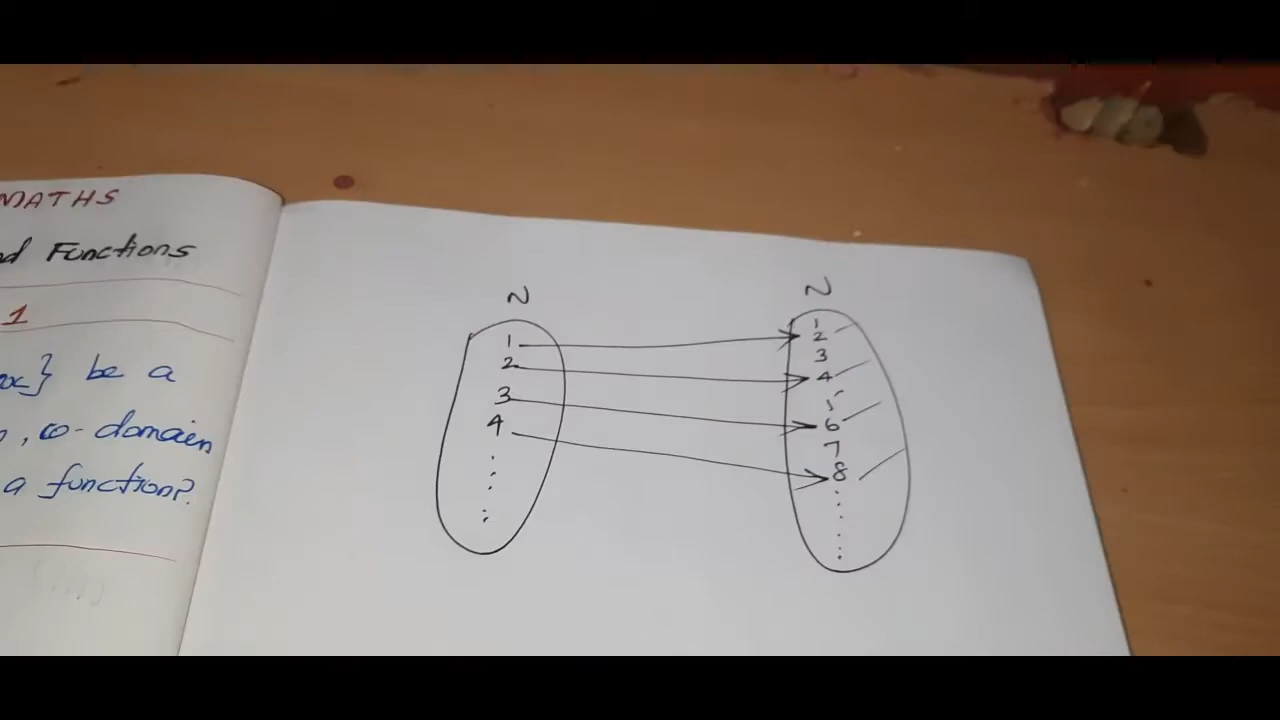 MATHS
nd Functions
1
x} be a
, co-domain
a function?
N
1
2
3
4
N
1
2
3
4
5
6
7
8